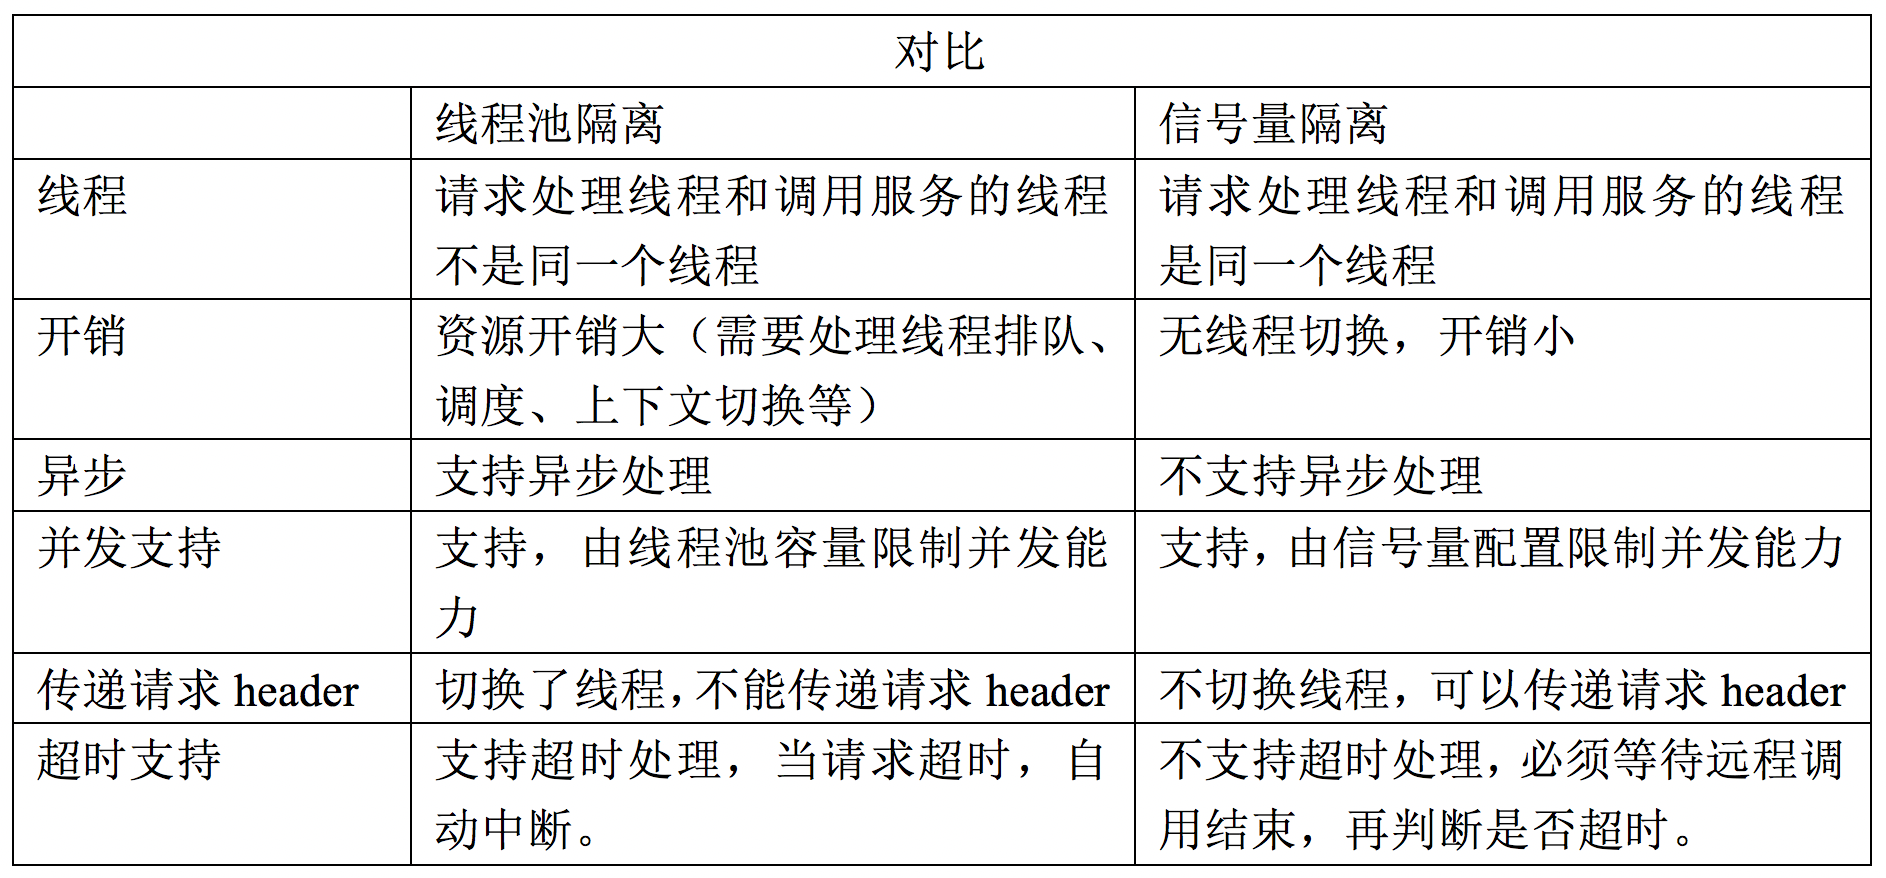 对比
线程池隔离
信号量隔离
线程
请求处理线程和调用服务的线程
不是同一个线程
请求处理线程和调用服务的线程
是同一个线程
开销
资源开销大（需要处理线程排队、
调度、上下文切换等）
无线程切换，开销小
异步
支持异步处理
不支持异步处理
并发支持
支持，由线程池容量限制并发能
力
支持，由信号量配置限制并发能力
传递请求 header
切换了线程，不能传递请求 header
不切换线程，可以传递请求 header
超时支持
支持超时处理，当请求超时，自
动中断。
不支持超时处理，必须等待远程调
用结束，再判断是否超时。